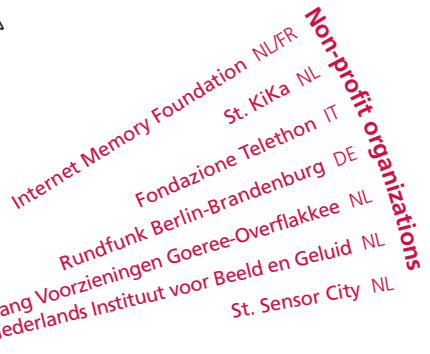 Non-profit organizations
Internet Memory Foundation NL/FR
St. KiKa NL
Fondazione Telethon IT
Rundfunk Berlin-Brandenburg DE
Voorzieningen Goeree-Overflakkee NL
Instituut voor Beeld en Geluid NL
St. Sensor City NL